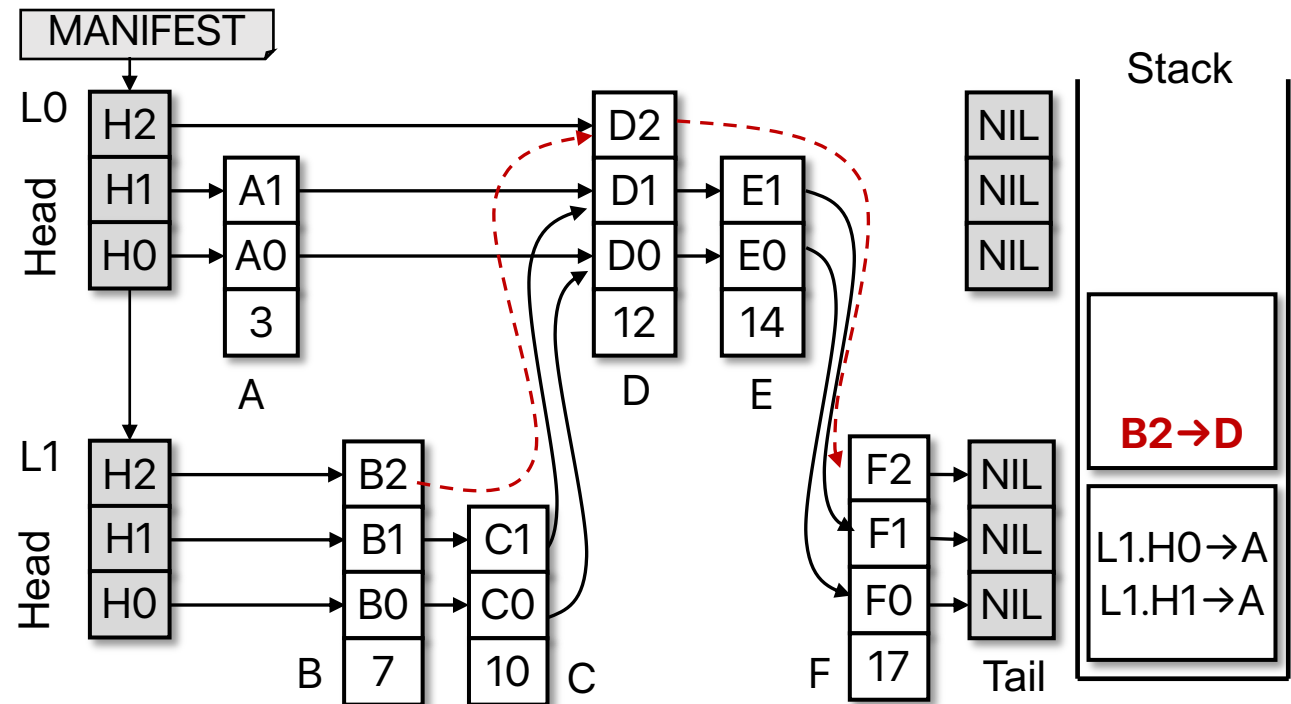 MANIFEST
Stack
L0
Head
H2
H1
H0
A1
A0
3
A
D2
D1
D0
12
D
E1
E0
14
E
NIL
NIL
NIL
L1
Head
H2
H1
H0
B2
B1
B0
7
B
C1
C0
10
C
F2
F1
F0
17
F
NIL
NIL
NIL
Tail
B2→D
L1.H0→A
L1.H1→A